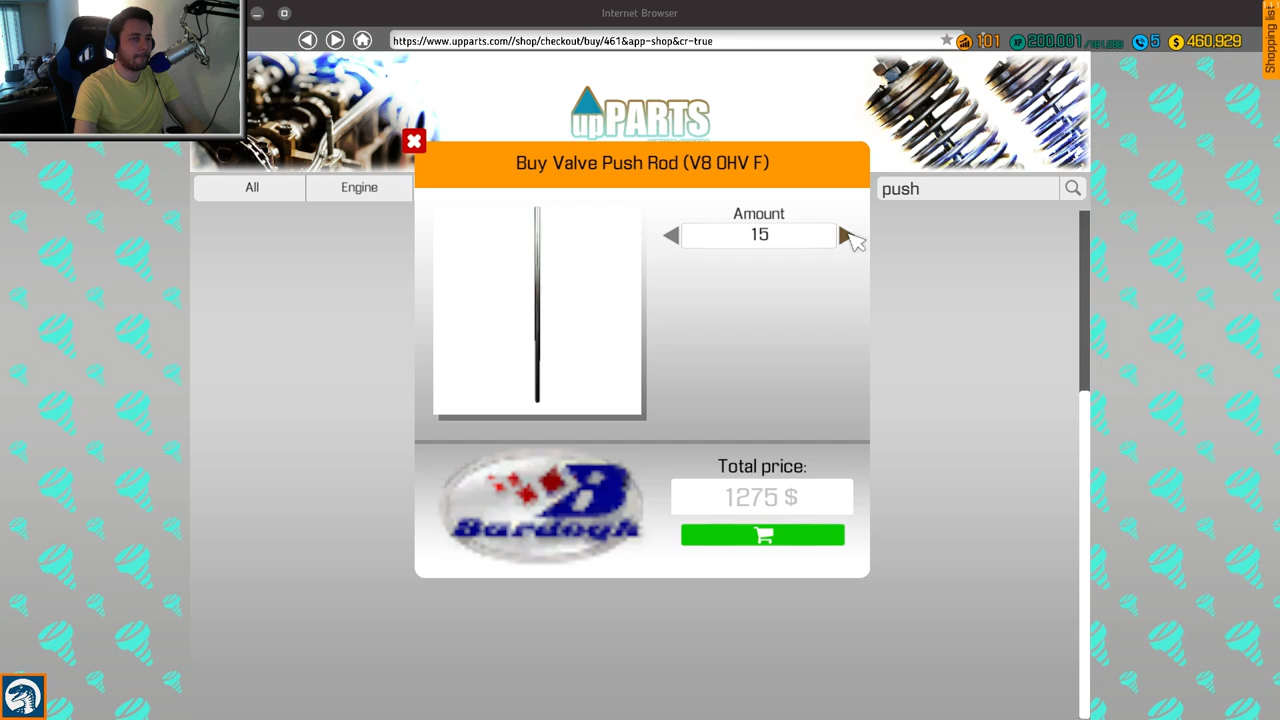 Internet Browser
https://www.upparts.com//shop/checkout/buy/461&app-shop&cr-true
101
200.001
5
460,929
Shopping list
upPARTS
Buy Valve Push Rod (V8 OHV F)
All
Engine
push
Amount
15
Total price:
1275 $